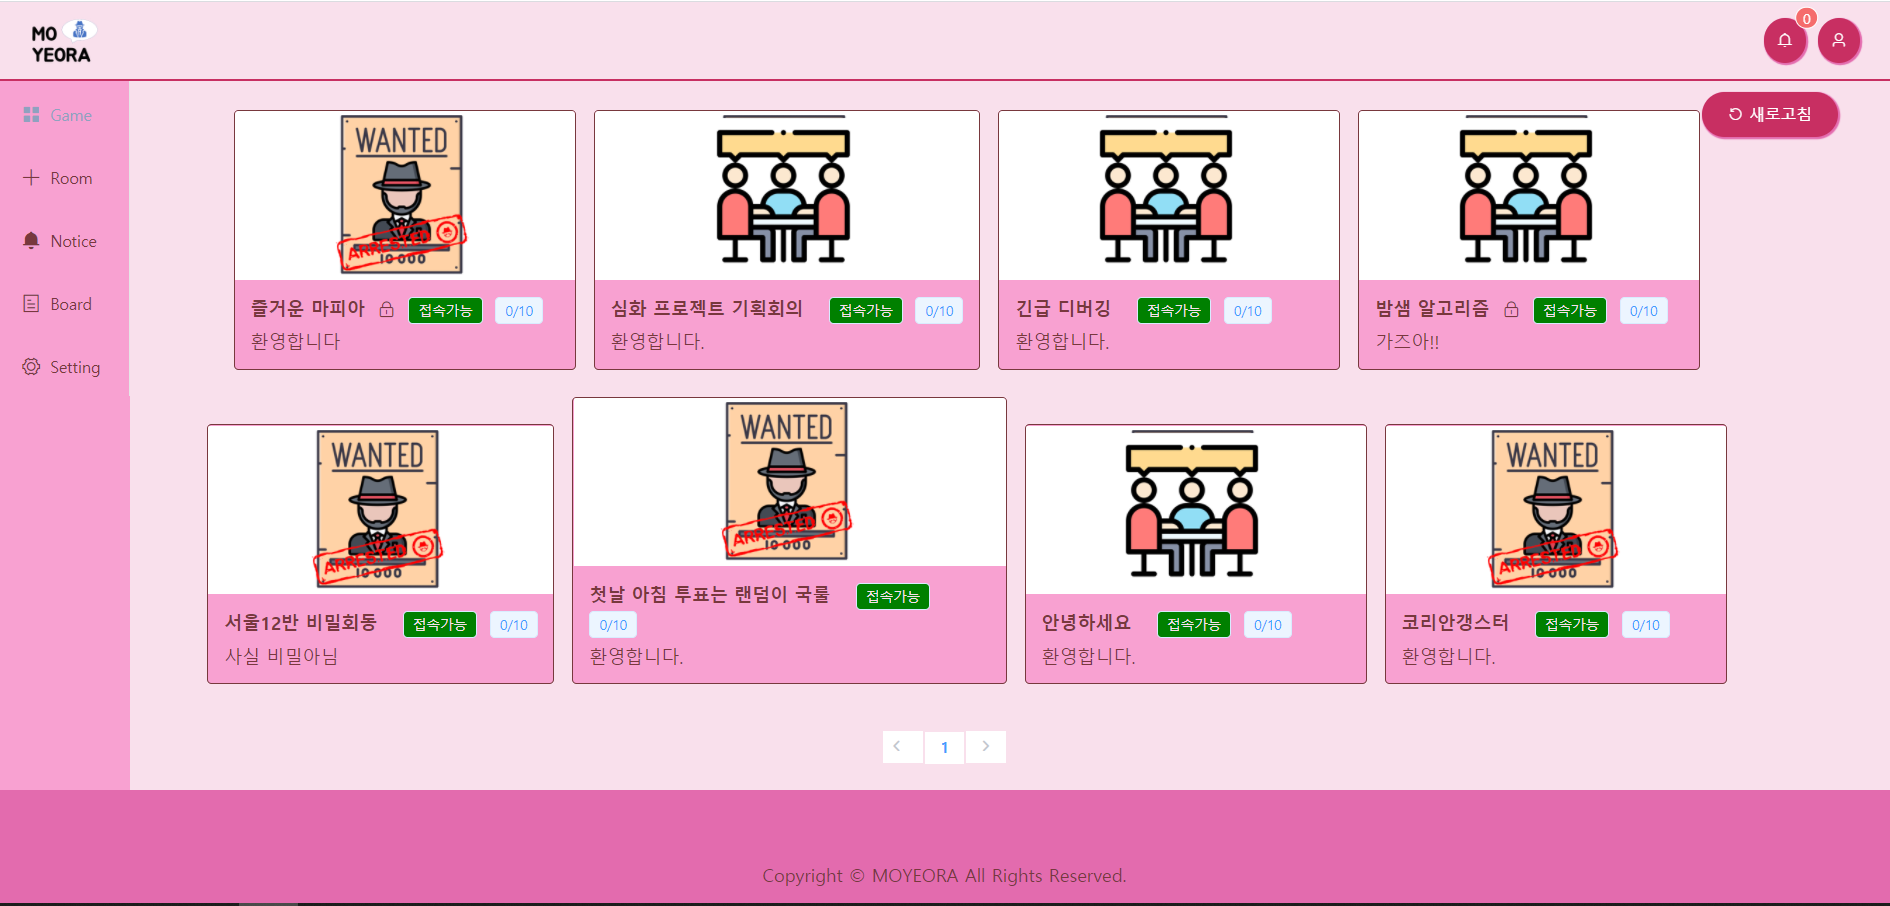 MO
YEORA
0
Game
Room
Notice
Board
Setting
새로고침
WANTED
ARRESTED
10 000
즐거운 마피아 접속가능 0/10
환영합니다
심화 프로젝트 기획회의 접속가능 0/10
환영합니다.
긴급 디버깅 접속가능 0/10
환영합니다.
밤샘 알고리즘 접속가능 0/10
가즈아!!
WANTED
ARRESTED
10 000
서울12반 비밀회동 접속가능 0/10
사실 비밀아님
WANTED
ARRESTED
10 000
첫날 아침 투표는 랜덤이 국룰 접속가능
0/10
환영합니다.
안녕하세요 접속가능 0/10
환영합니다.
WANTED
ARRESTED
10 000
코리안갱스터 접속가능 0/10
환영합니다.
1
Copyright © MOYEORA All Rights Reserved.